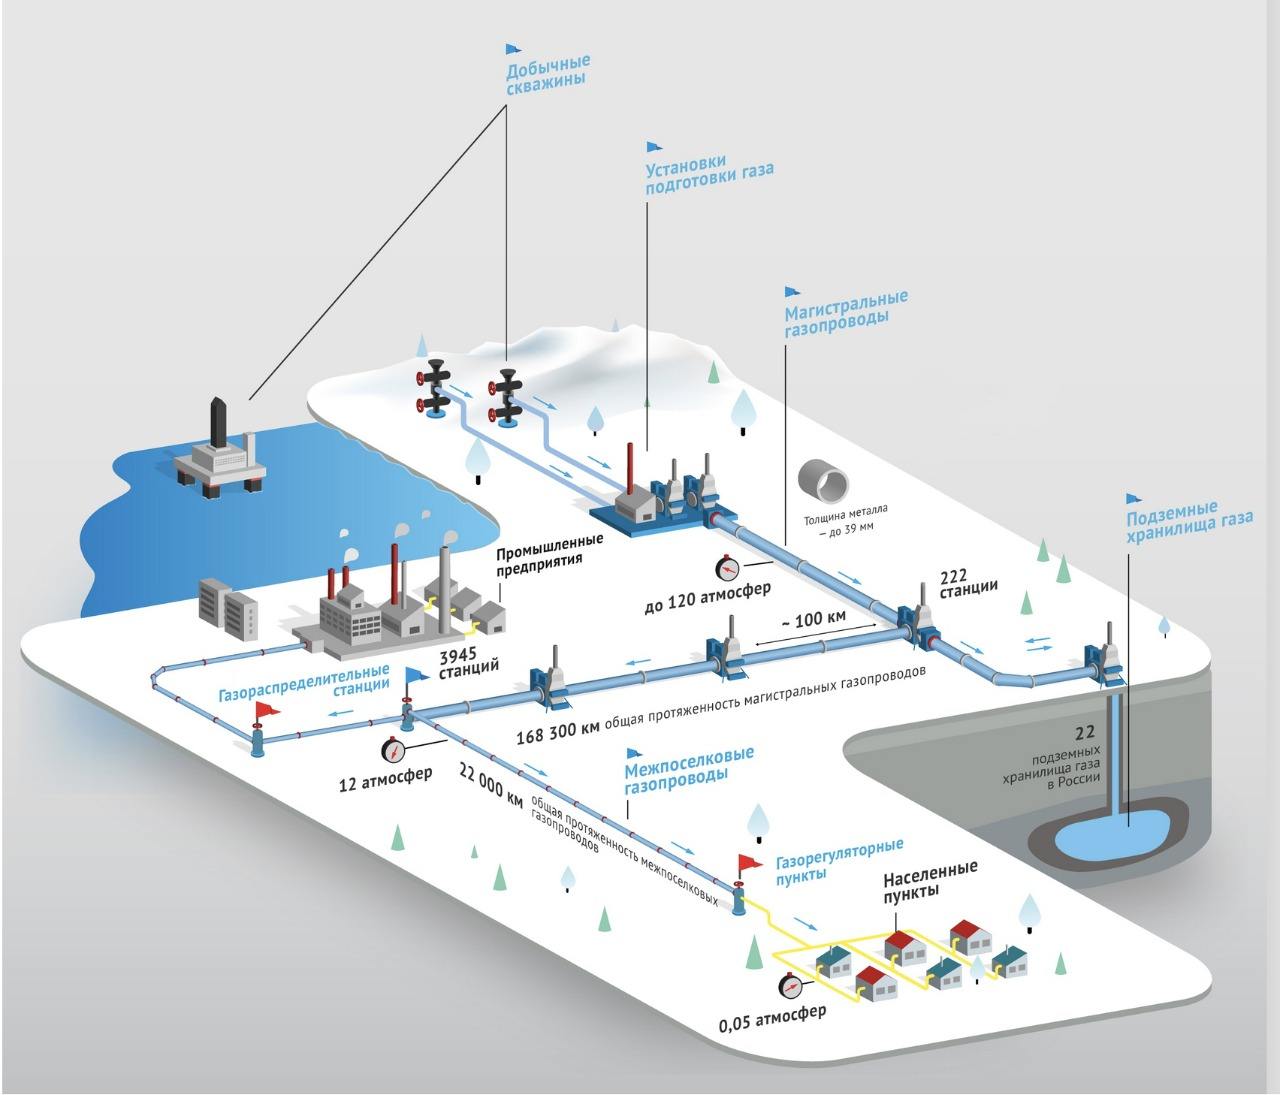 Добычные
скважины
Установки
подготовки газа
Магистральные
газопроводы
Толщина металла
— до 39 мм
Подземные
хранилища газа
Промышленные
предприятия
до 120 атмосфер
222
станции
~ 100 км
3945
станций
Газораспределительные
станции
168 300 км общая протяженность магистральных газопроводов
12 атмосфер
Межпоселковые
газопроводы
22 000 км общая протяженность межпоселковых
газопроводов
22
подземных
хранилища газа
в России
Газорегуляторные
пункты
Населенные
пункты
0,05 атмосфер